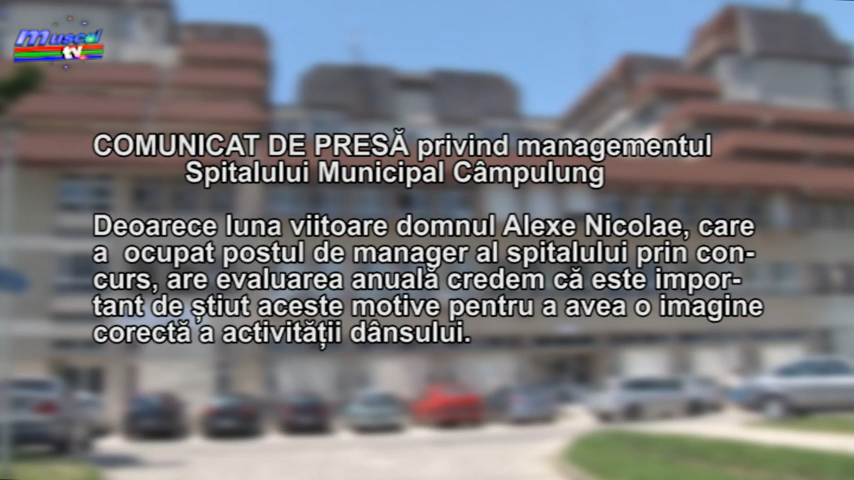 Muscel
tv
COMUNICAT DE PRESĂ privind managementul
Spitalului Municipal Câmpulung
Deoarece luna viitoare domnul Alexe Nicolae, care
a ocupat postul de manager al spitalului prin con-
curs, are evaluarea anuală credem că este impor-
tant de știut aceste motive pentru a avea o imagine
corectă a activității dânsului.